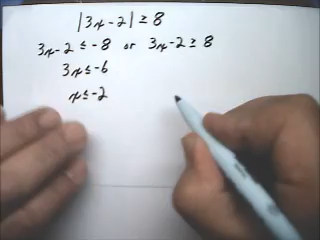 |3x-2| ≥ 8
3x-2 ≤ -8 or 3x-2 ≥ 8
3x ≤ -6
x ≤ -2